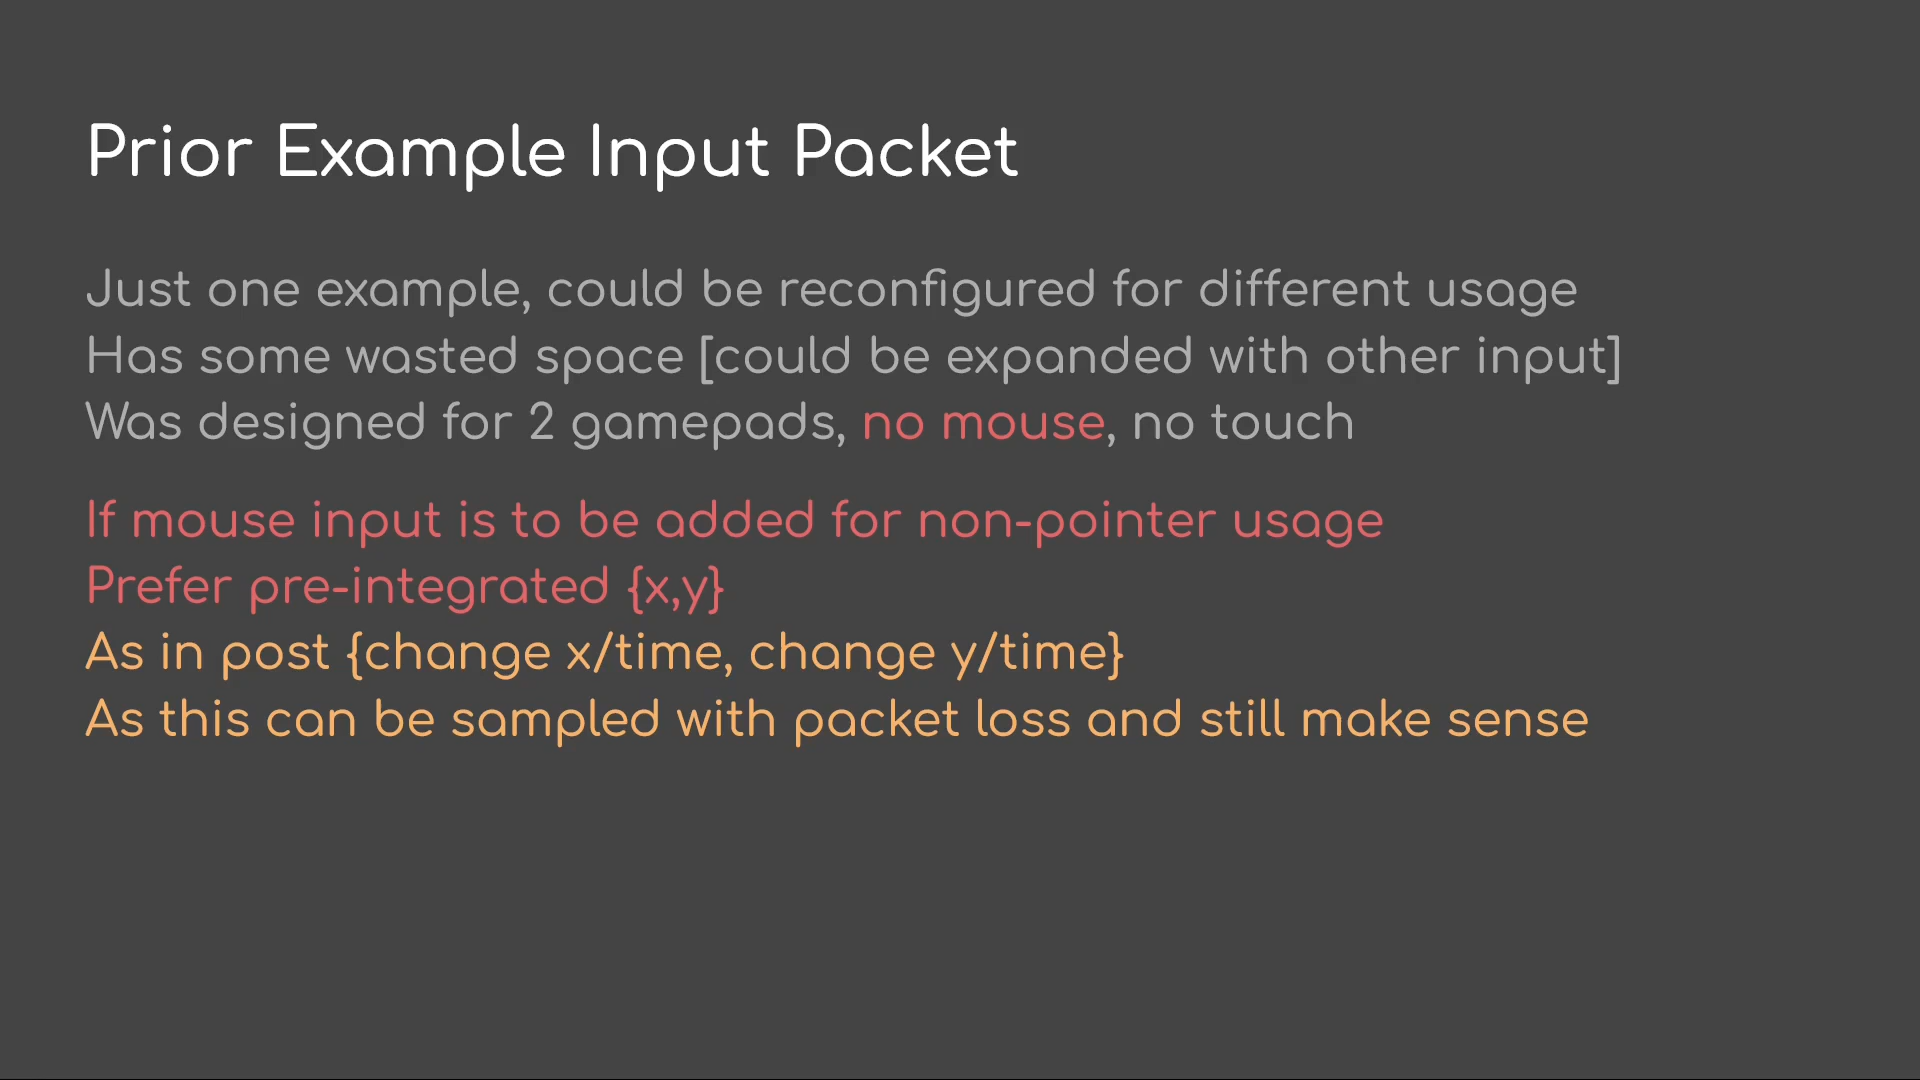 Prior Example Input Packet
Just one example, could be reconfigured for different usage
Has some wasted space [could be expanded with other input]
Was designed for 2 gamepads, no mouse, no touch
If mouse input is to be added for non-pointer usage
Prefer pre-integrated {x,y}
As in post {change x/time, change y/time}
As this can be sampled with packet loss and still make sense